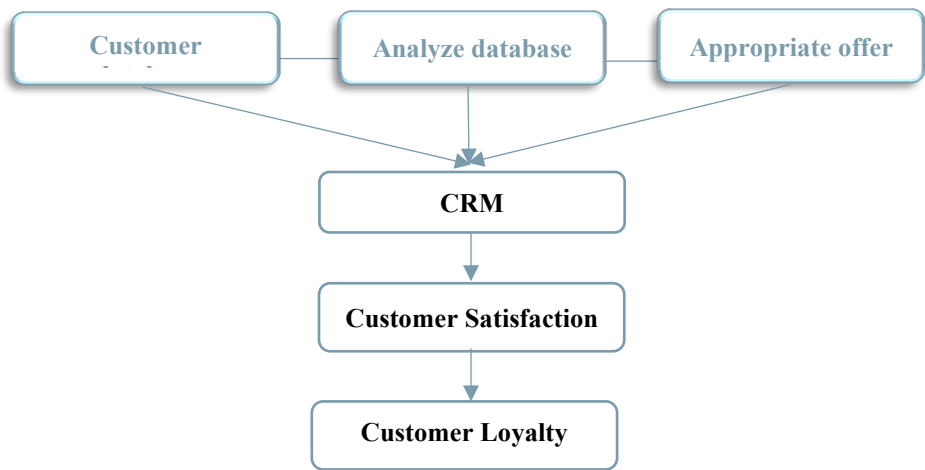 Customer
Analyze database
Appropriate offer
CRM
Customer Satisfaction
Customer Loyalty